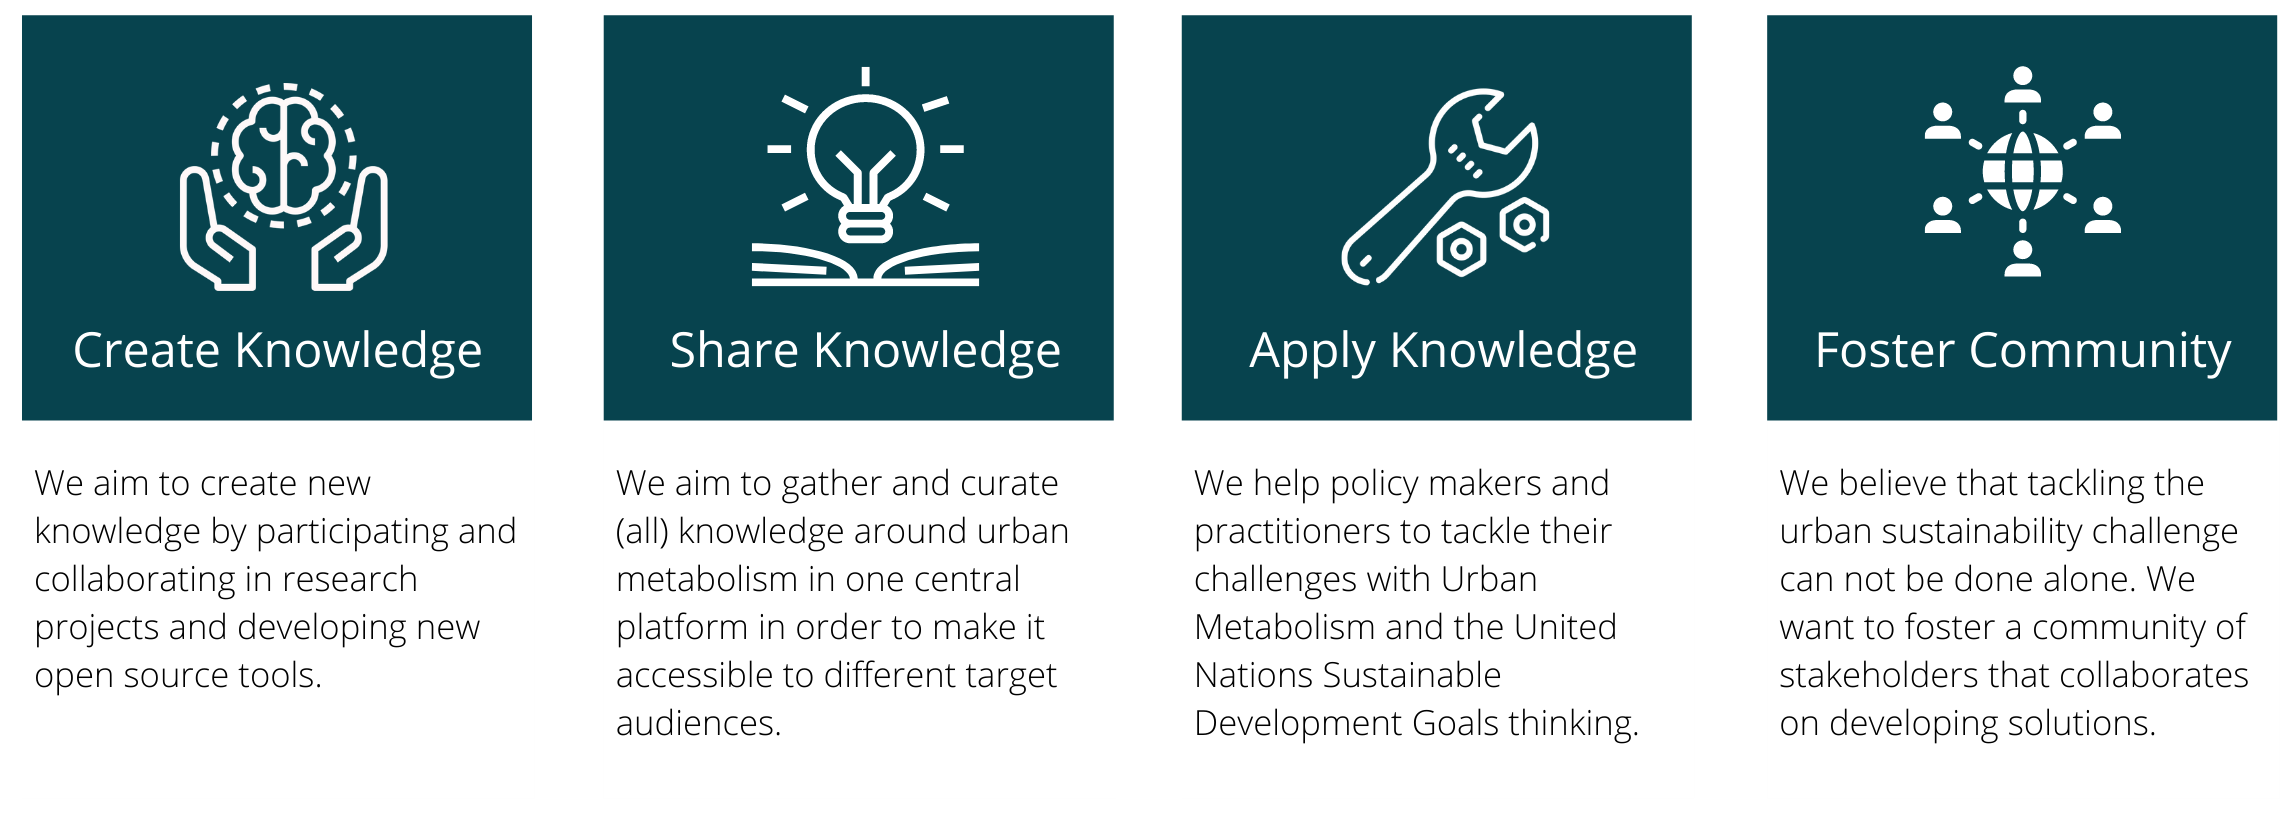 Create Knowledge
We aim to create new
knowledge by participating and
collaborating in research
projects and developing new
open source tools.
Share Knowledge
We aim to gather and curate
(all) knowledge around urban
metabolism in one central
platform in order to make it
accessible to different target
audiences.
Apply Knowledge
We help policy makers and
practitioners to tackle their
challenges with Urban
Metabolism and the United
Nations Sustainable
Development Goals thinking.
Foster Community
We believe that tackling the
urban sustainability challenge
can not be done alone. We
want to foster a community of
stakeholders that collaborates
on developing solutions.